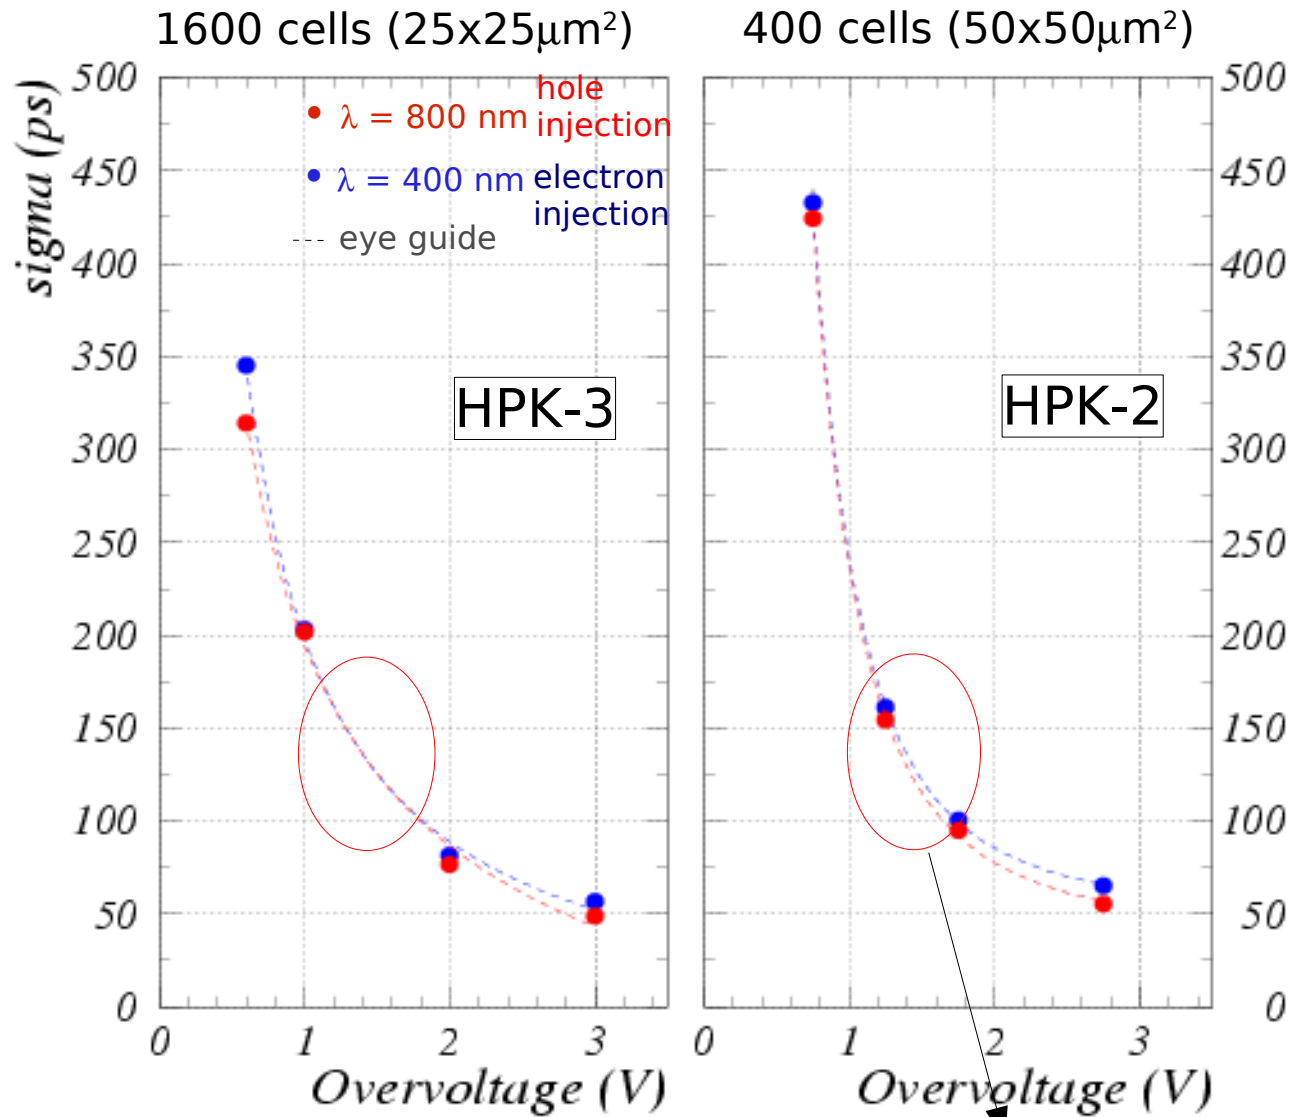 1600 cells (25x25μm²)
400 cells (50x50μm²)
sigma (ps)
500
450
400
350
300
250
200
150
100
50
0
λ = 800 nm
hole
injection
λ = 400 nm
electron
injection
--- eye guide
HPK-3
HPK-2
500
450
400
350
300
250
200
150
100
50
0
0 1 2 3
0 1 2 3
Overvoltage (V)
Overvoltage (V)